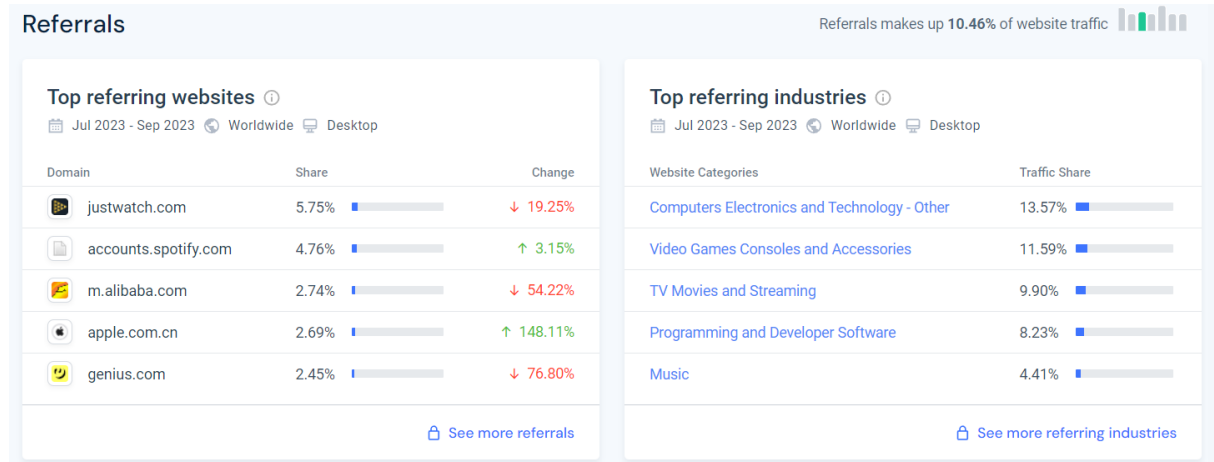 Referrals
Referrals makes up 10.46% of website traffic
Top referring websites
Jul 2023 - Sep 2023 Worldwide Desktop
Domain Share Change
justwatch.com 5.75% ↓ 19.25%
accounts.spotify.com 4.76% ↑ 3.15%
m.alibaba.com 2.74% ↓ 54.22%
apple.com.cn 2.69% ↑ 148.11%
genius.com 2.45% ↓ 76.80%
See more referrals
Top referring industries
Jul 2023 - Sep 2023 Worldwide Desktop
Website Categories Traffic Share
Computers Electronics and Technology - Other 13.57%
Video Games Consoles and Accessories 11.59%
TV Movies and Streaming 9.90%
Programming and Developer Software 8.23%
Music 4.41%
See more referring industries